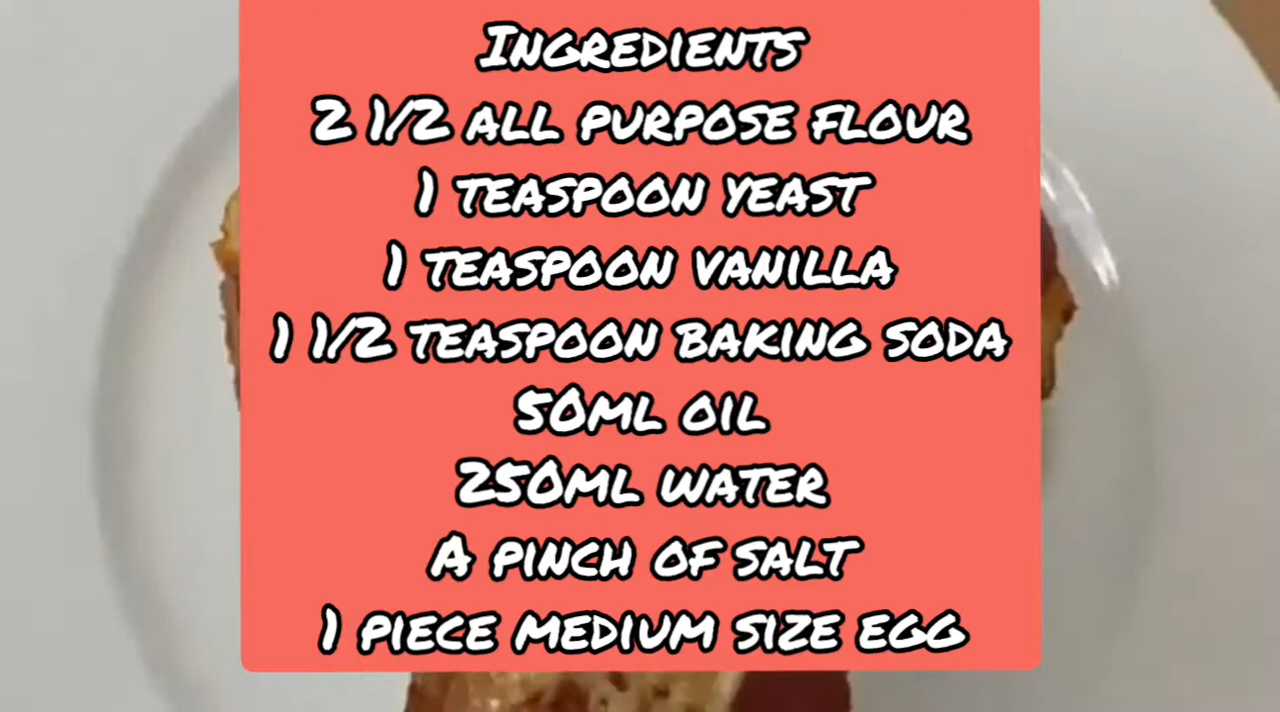 Ingredients
2 1/2 all purpose flour
1 teaspoon yeast
1 teaspoon vanilla
1 1/2 teaspoon baking soda
50ml oil
250ml water
A pinch of salt
1 piece medium size egg